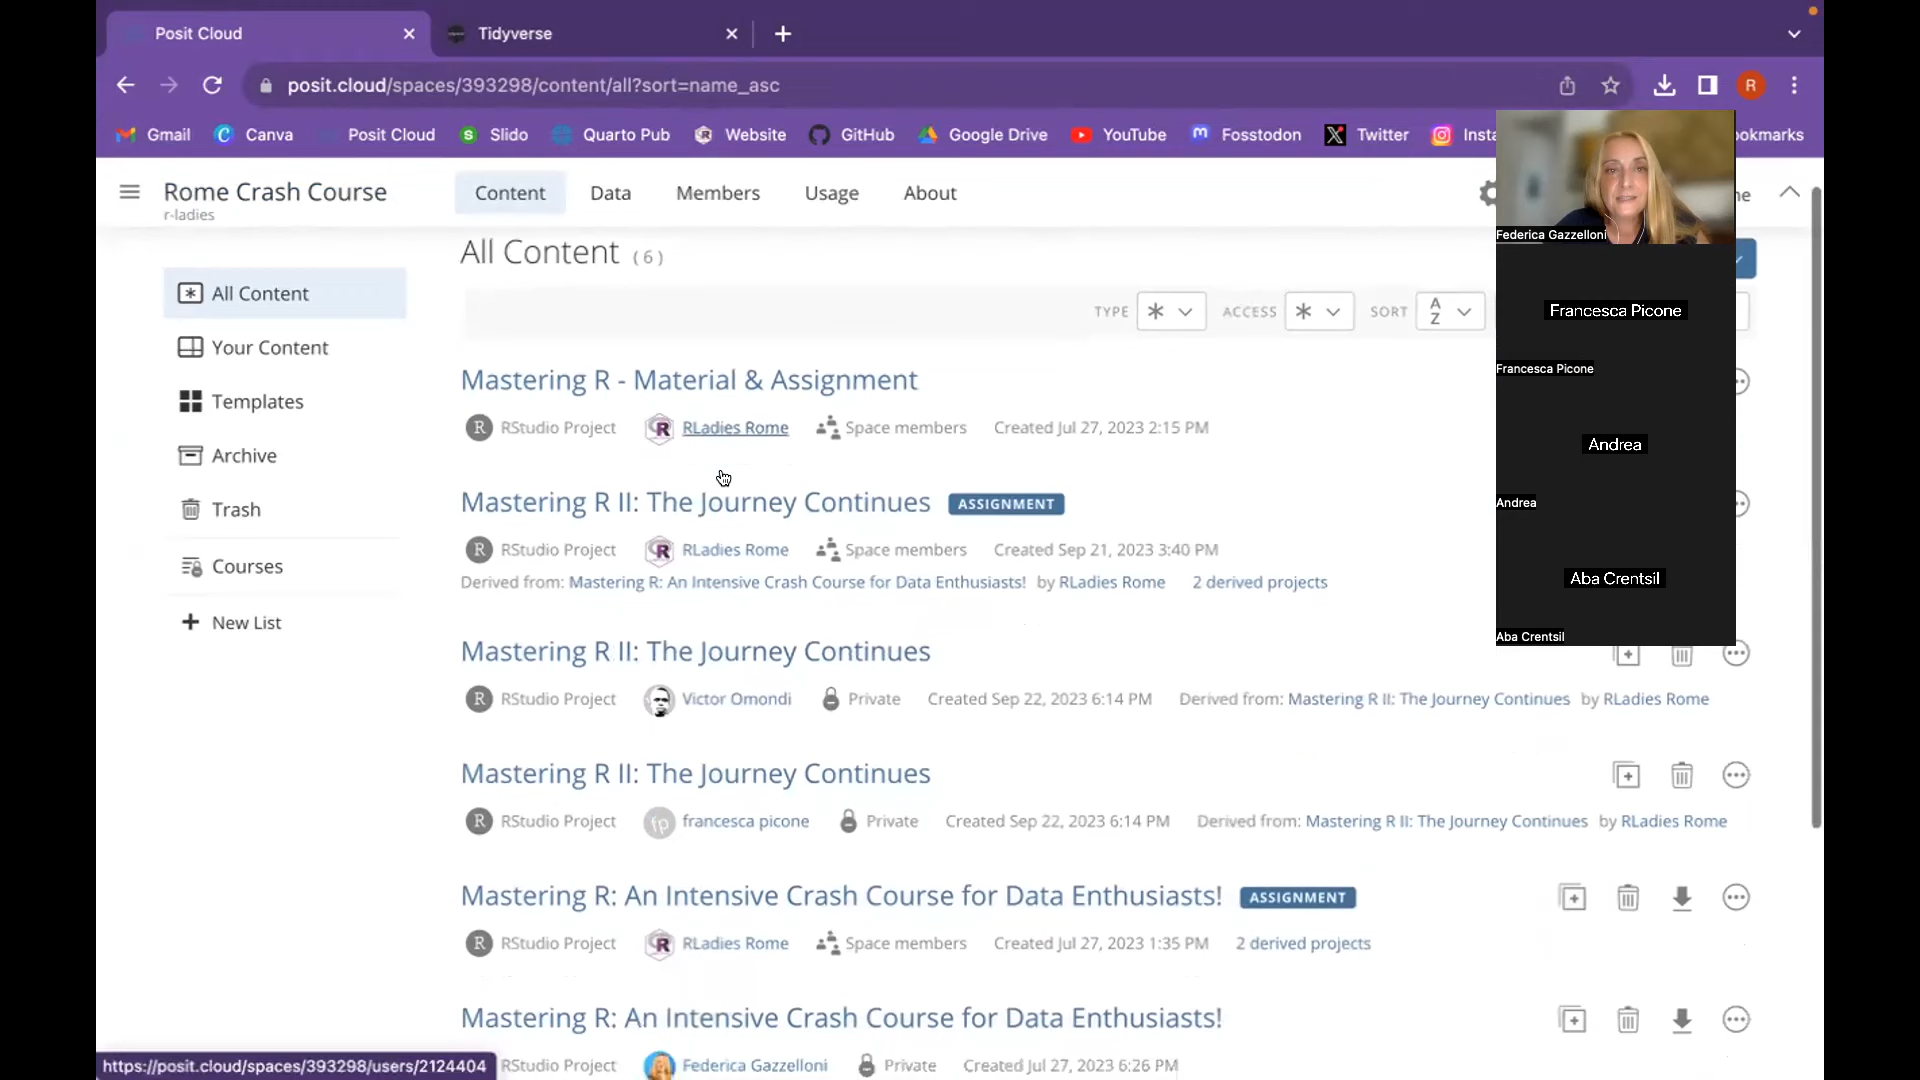 Posit Cloud
Tidyverse
posit.cloud/spaces/393298/content/all?sort=name_asc
Gmail Canva Posit Cloud Slido Quarto Pub Website GitHub Google Drive YouTube Fosstodon Twitter Insta ookmarks
Rome Crash Course
r-ladies
Content Data Members Usage About
ne
All Content (6)
All Content
Your Content
Templates
Archive
Trash
Courses
New List
TYPE * ACCESS * SORT A Z
Mastering R - Material & Assignment
R RStudio Project R RLadies Rome Space members Created Jul 27, 2023 2:15 PM
Mastering R II: The Journey Continues ASSIGNMENT
R RStudio Project R RLadies Rome Space members Created Sep 21, 2023 3:40 PM
Derived from: Mastering R: An Intensive Crash Course for Data Enthusiasts! by RLadies Rome 2 derived projects
Mastering R II: The Journey Continues
R RStudio Project Victor Omondi Private Created Sep 22, 2023 6:14 PM Derived from: Mastering R II: The Journey Continues by RLadies Rome
Mastering R II: The Journey Continues
R RStudio Project fp francesca picone Private Created Sep 22, 2023 6:14 PM Derived from: Mastering R II: The Journey Continues by RLadies Rome
Mastering R: An Intensive Crash Course for Data Enthusiasts! ASSIGNMENT
R RStudio Project R RLadies Rome Space members Created Jul 27, 2023 1:35 PM 2 derived projects
Mastering R: An Intensive Crash Course for Data Enthusiasts!
RStudio Project Federica Gazzelloni Private Created Jul 27, 2023 6:26 PM
https://posit.cloud/spaces/393298/users/2124404
R
Federica Gazzelloni
Francesca Picone
Francesca Picone
Andrea
Andrea
Aba Crentsil
Aba Crentsil